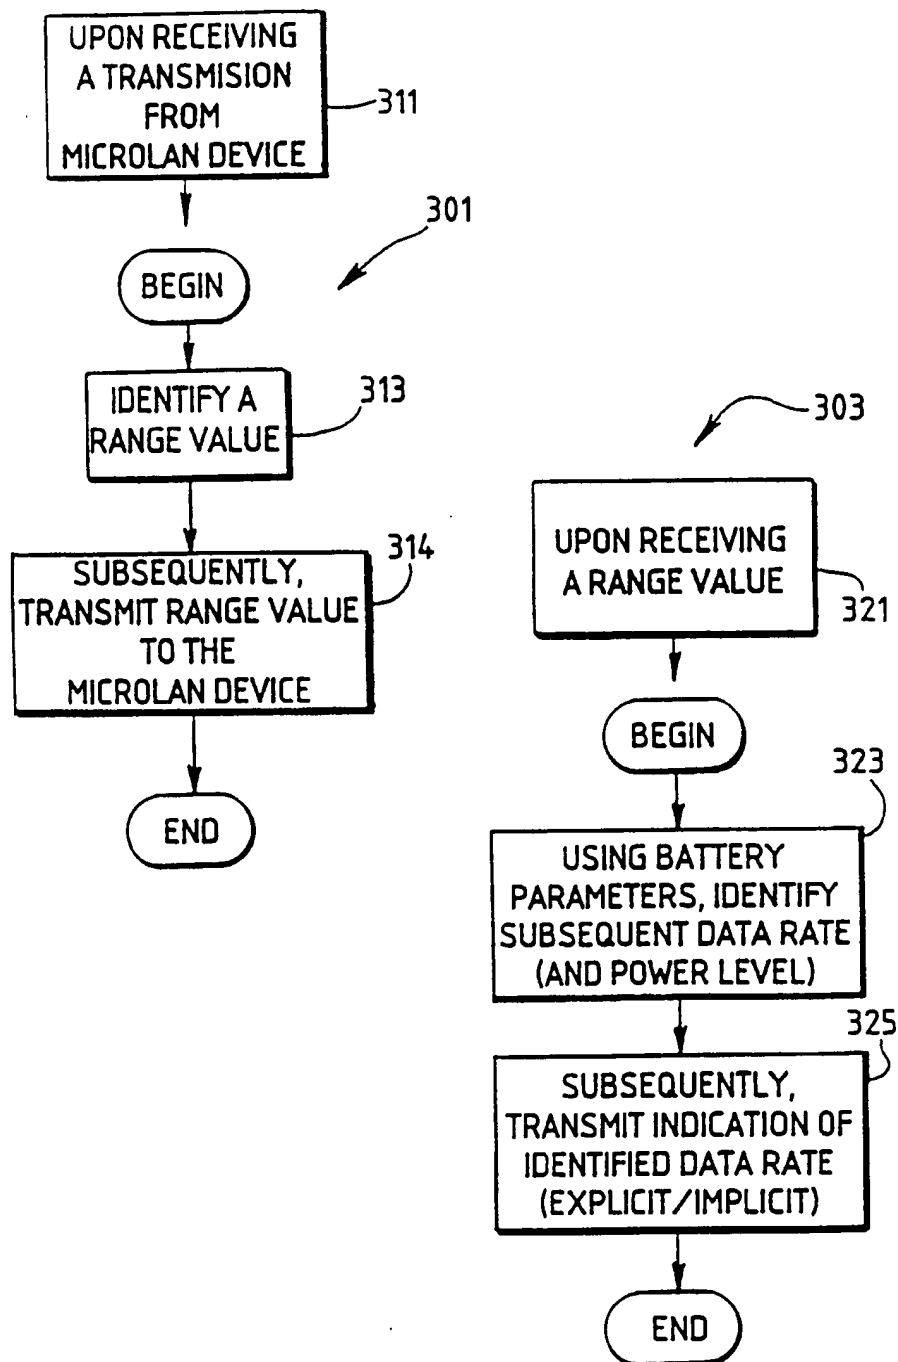 UPON RECEIVING
A TRANSMISION
FROM
MICROLAN DEVICE
311
301
BEGIN
IDENTIFY A
RANGE VALUE
313
SUBSEQUENTLY,
TRANSMIT RANGE VALUE
TO THE
MICROLAN DEVICE
314
END
303
UPON RECEIVING
A RANGE VALUE
321
BEGIN
323
USING BATTERY
PARAMETERS, IDENTIFY
SUBSEQUENT DATA RATE
(AND POWER LEVEL)
325
SUBSEQUENTLY,
TRANSMIT INDICATION OF
IDENTIFIED DATA RATE
(EXPLICIT/IMPLICIT)
END